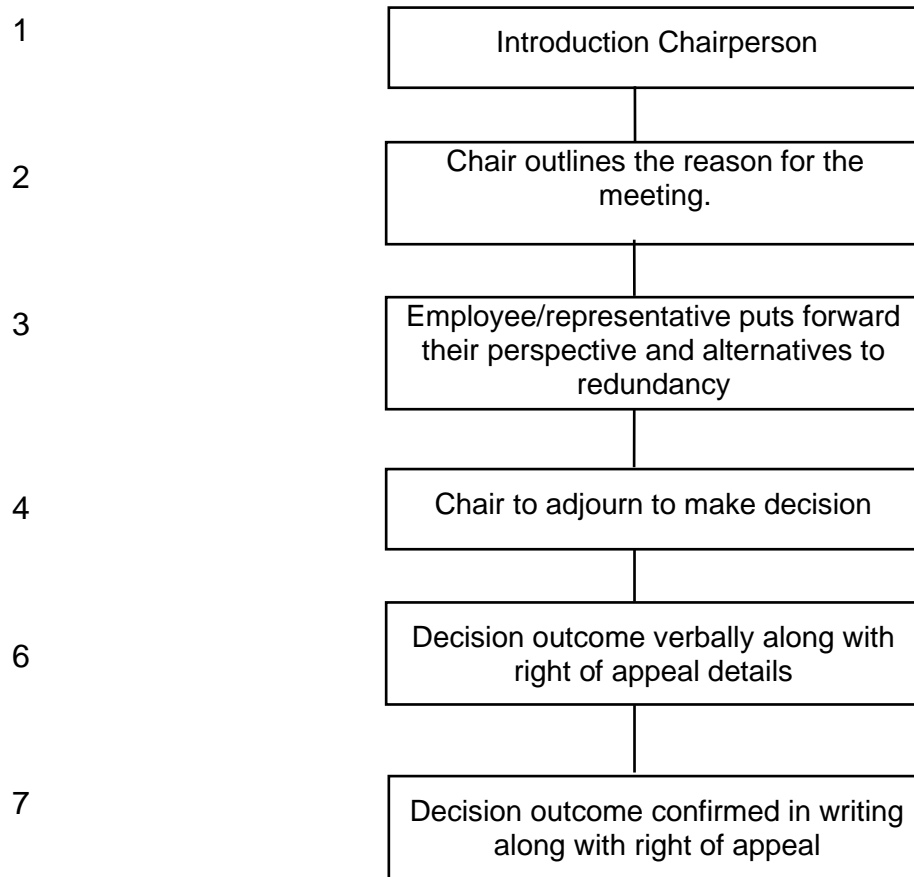 1
Introduction Chairperson
2
Chair outlines the reason for the
meeting.
3
Employee/representative puts forward
their perspective and alternatives to
redundancy
4
Chair to adjourn to make decision
6
Decision outcome verbally along with
right of appeal details
7
Decision outcome confirmed in writing
along with right of appeal